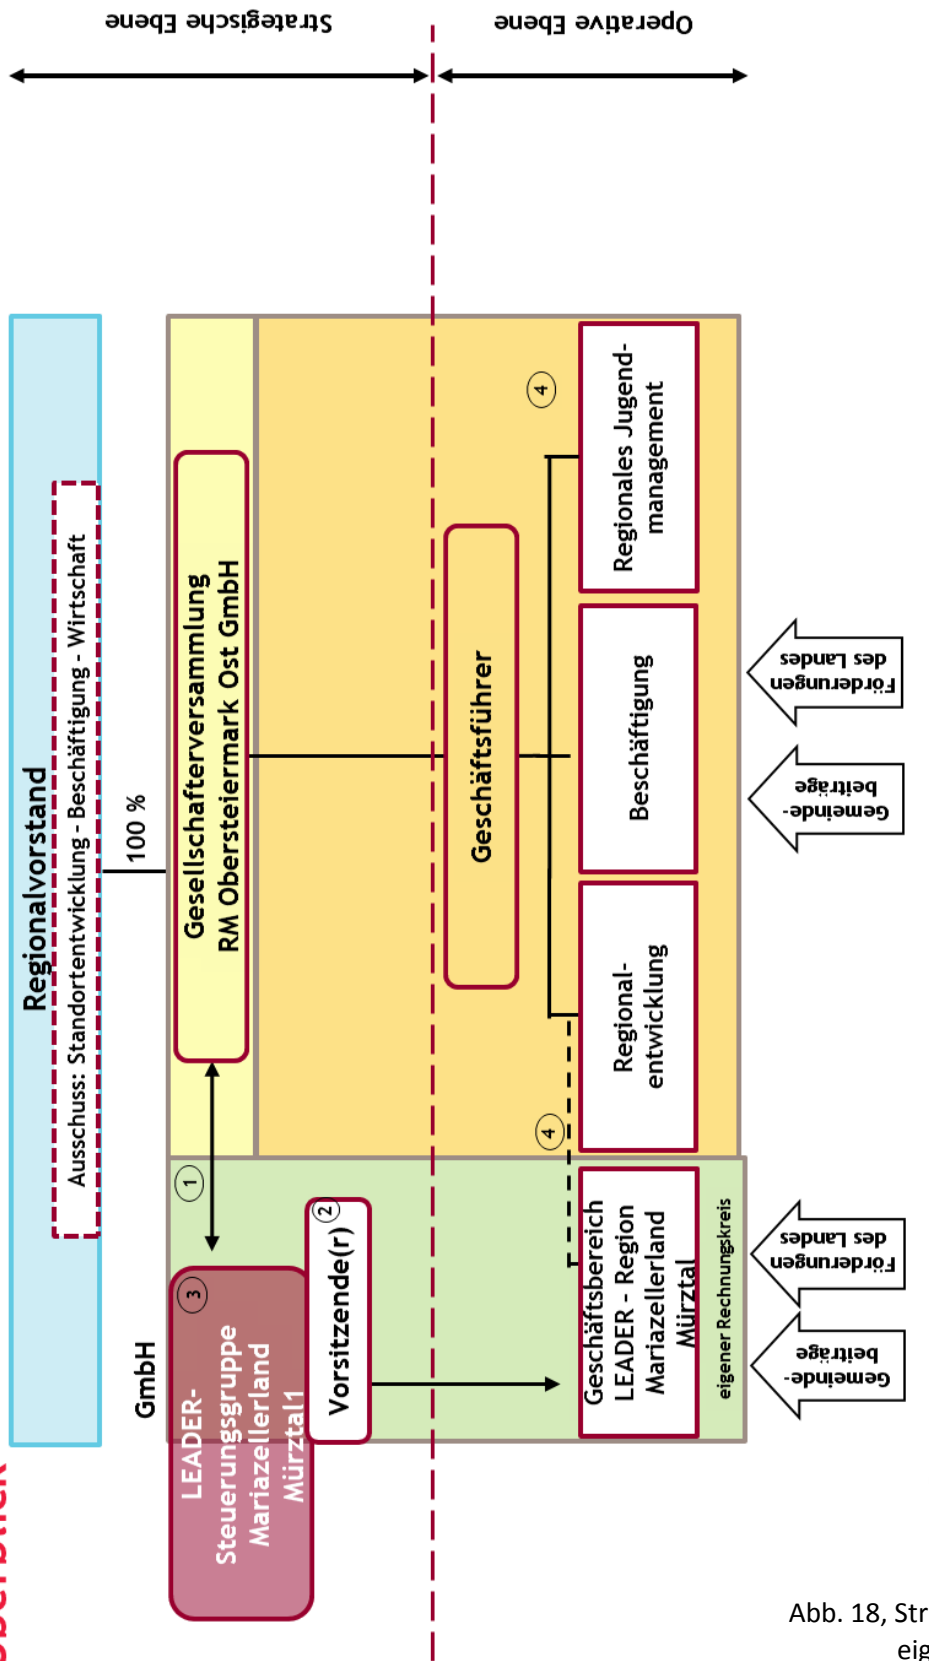 Überblick
Regionalvorstand
Ausschuss: Standortentwicklung - Beschäftigung - Wirtschaft
100 %
GmbH
Gesellschafterversammlung
RM Obersteiermark Ost GmbH
1
3
LEADER-
Steuerungsgruppe
Mariazellerland
Mürztal1
2
Vorsitzende(r)
Strategische Ebene
Operative Ebene
Geschäftsführer
4
4
Geschäftsbereich
LEADER - Region
Mariazellerland
Mürztal
eigener Rechnungskreis
Regional-
entwicklung
Beschäftigung
Regionales Jugend-
management
Gemeinde-
beiträge
Förderungen
des Landes
Gemeinde-
beiträge
Förderungen
des Landes
Abb. 18, Str
eig